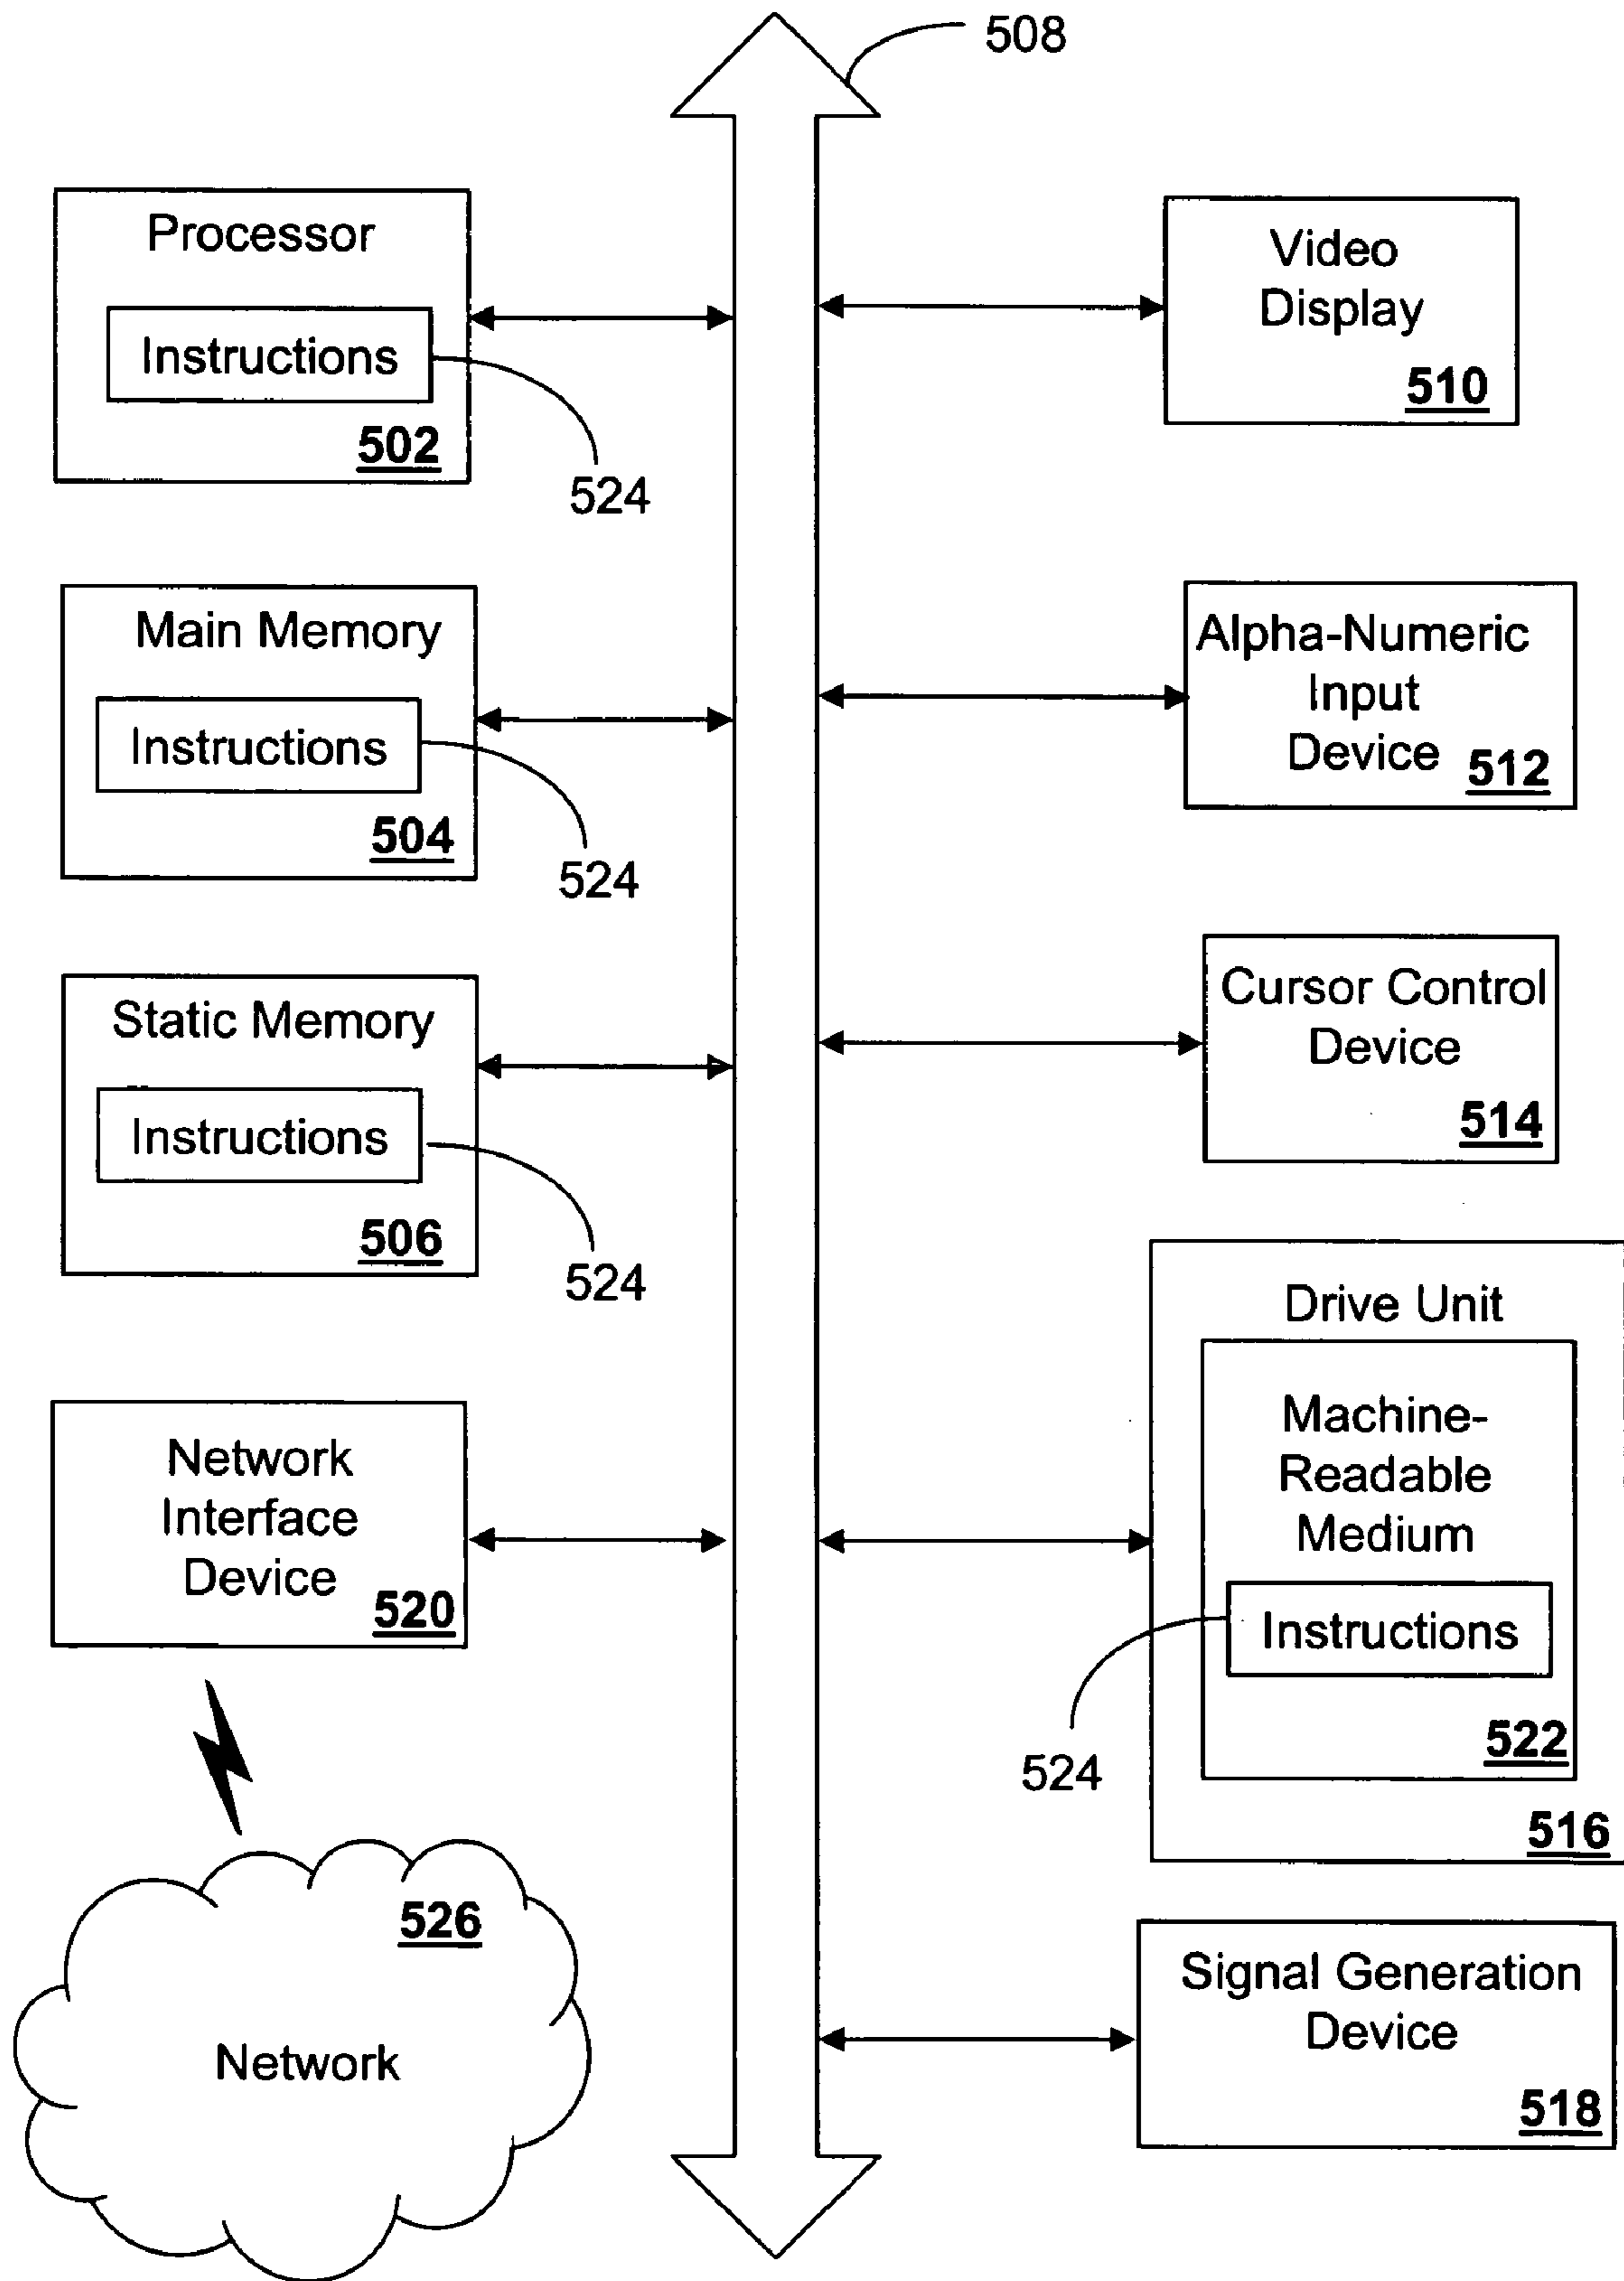 508
Processor
Instructions
502
524
Main Memory
Instructions
504
524
Static Memory
Instructions
506
524
Network
Interface
Device
520
526
Network
Video
Display
510
Alpha-Numeric
Input
Device
512
Cursor Control
Device
514
Drive Unit
Machine-
Readable
Medium
Instructions
524
522
516
Signal Generation
Device
518